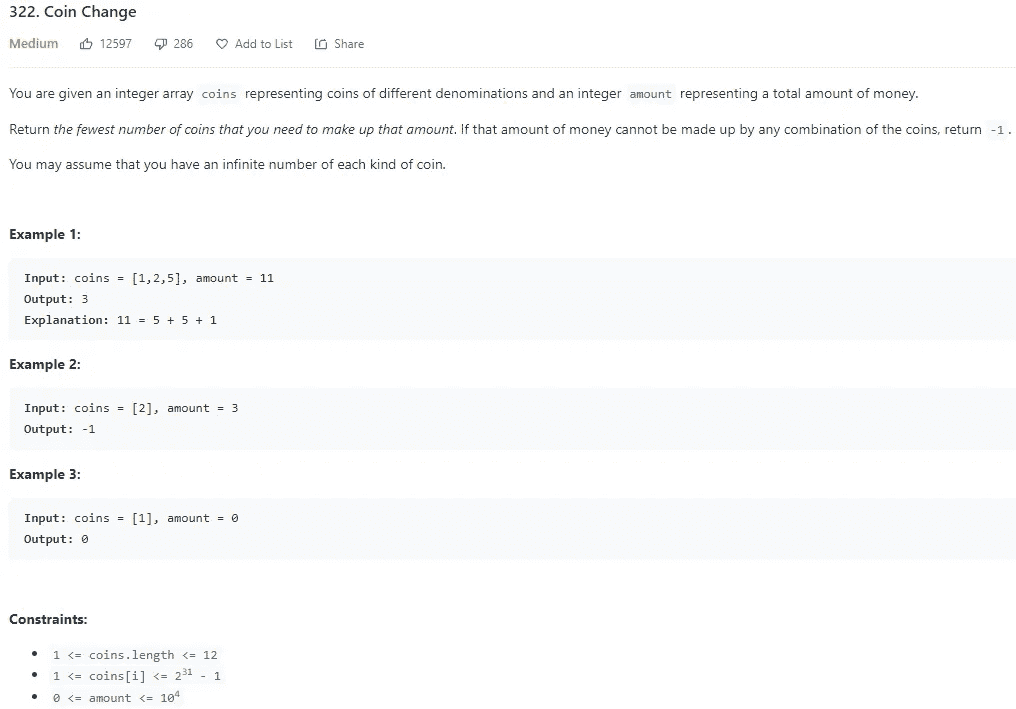 322. Coin Change
Medium 12597 286 Add to List Share
You are given an integer array coins representing coins of different denominations and an integer amount representing a total amount of money.
Return the fewest number of coins that you need to make up that amount. If that amount of money cannot be made up by any combination of the coins, return -1.
You may assume that you have an infinite number of each kind of coin.
Example 1:
Input: coins = [1,2,5], amount = 11
Output: 3
Explanation: 11 = 5 + 5 + 1
Example 2:
Input: coins = [2], amount = 3
Output: -1
Example 3:
Input: coins = [1], amount = 0
Output: 0
Constraints:
• 1 <= coins.length <= 12
• 1 <= coins[i] <= 2³¹ - 1
• 0 <= amount <= 10⁴